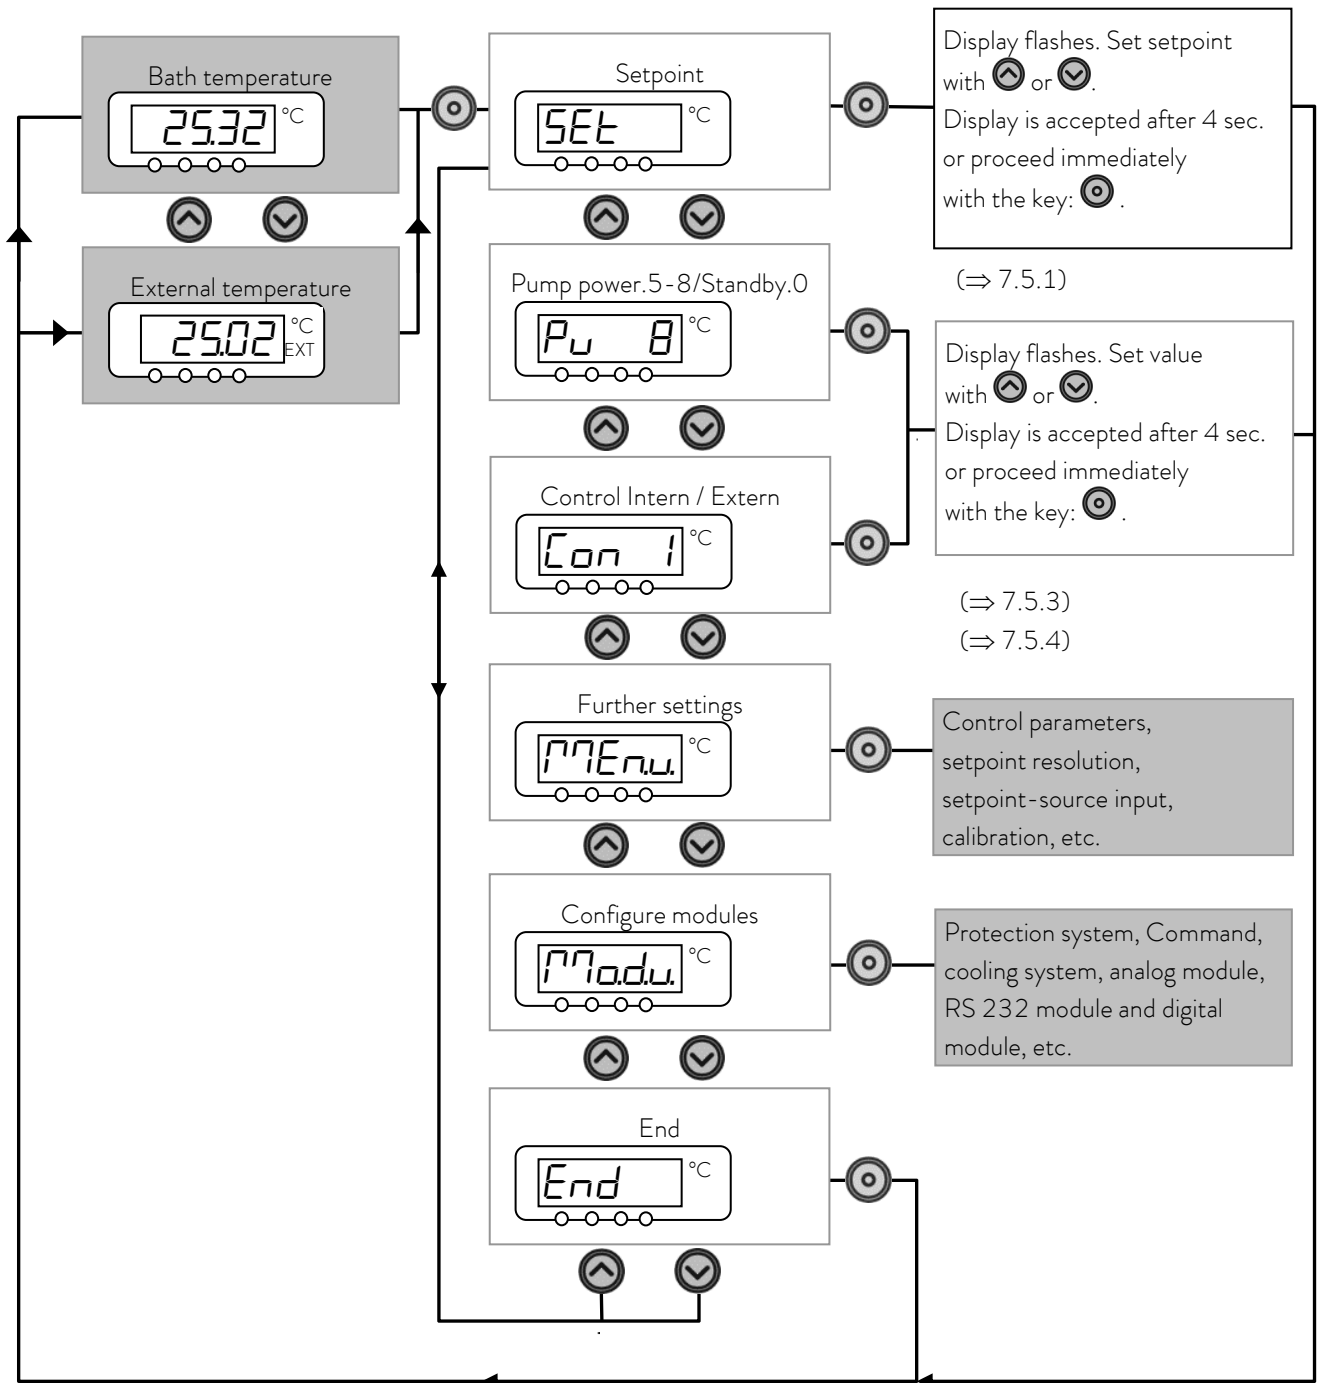 Bath temperature
25.32 °C
External temperature
25.02 °C
EXT
Setpoint
SEt °C
Display flashes. Set setpoint
with or .
Display is accepted after 4 sec.
or proceed immediately
with the key: .
(⇒ 7.5.1)
Pump power.5-8/Standby.0
Pu 8 °C
Control Intern / Extern
Con 1 °C
Display flashes. Set value
with or .
Display is accepted after 4 sec.
or proceed immediately
with the key: .
(⇒ 7.5.3)
(⇒ 7.5.4)
Further settings
MEn.u. °C
Control parameters,
setpoint resolution,
setpoint-source input,
calibration, etc.
Configure modules
Mo.d.u. °C
Protection system, Command,
cooling system, analog module,
RS 232 module and digital
module, etc.
End
End °C